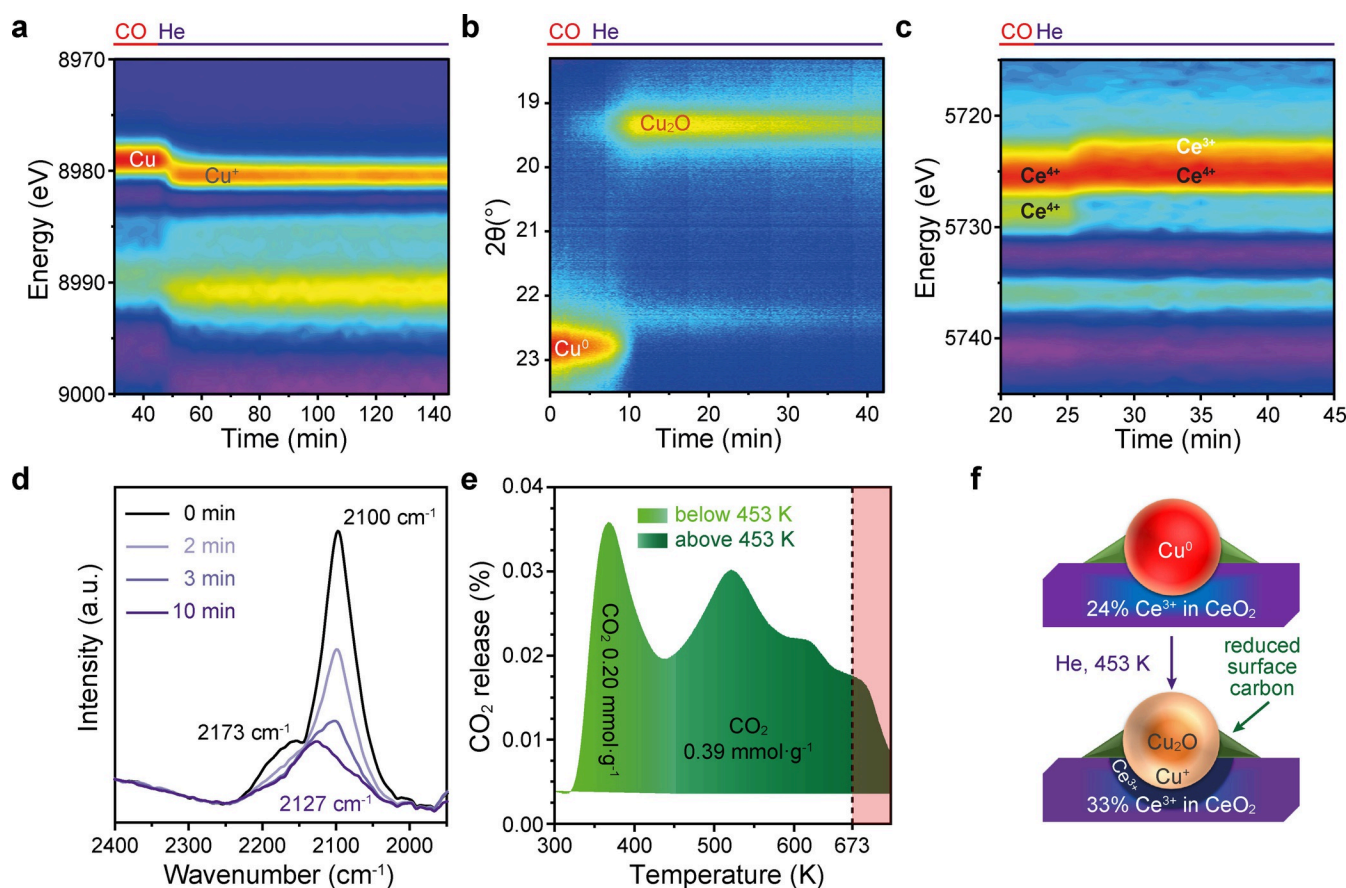 a
CO He
8970
8980
8990
9000
Energy (eV)
Cu
Cu⁺
40 60 80 100 120 140
Time (min)
b
CO He
19
20
21
22
23
2θ(°)
Cu₂O
Cu⁰
0 10 20 30 40
Time (min)
c
CO He
5720
5730
5740
Energy (eV)
Ce³⁺
Ce⁴⁺ Ce⁴⁺
Ce⁴⁺
20 25 30 35 40 45
Time (min)
d
0 min
2 min
3 min
10 min
2100 cm⁻¹
2173 cm⁻¹
2127 cm⁻¹
Intensity (a.u.)
2400 2300 2200 2100 2000
Wavenumber (cm⁻¹)
e
0.04
0.03
0.02
0.01
0.00
CO₂ release (%)
below 453 K
above 453 K
CO₂ 0.20 mmol·g⁻¹
CO₂
0.39 mmol·g⁻¹
300 400 500 600 673
Temperature (K)
f
Cu⁰
24% Ce³⁺ in CeO₂
He, 453 K
reduced
surface
carbon
Cu₂O
Cu⁺
Ce³⁺
33% Ce³⁺ in CeO₂